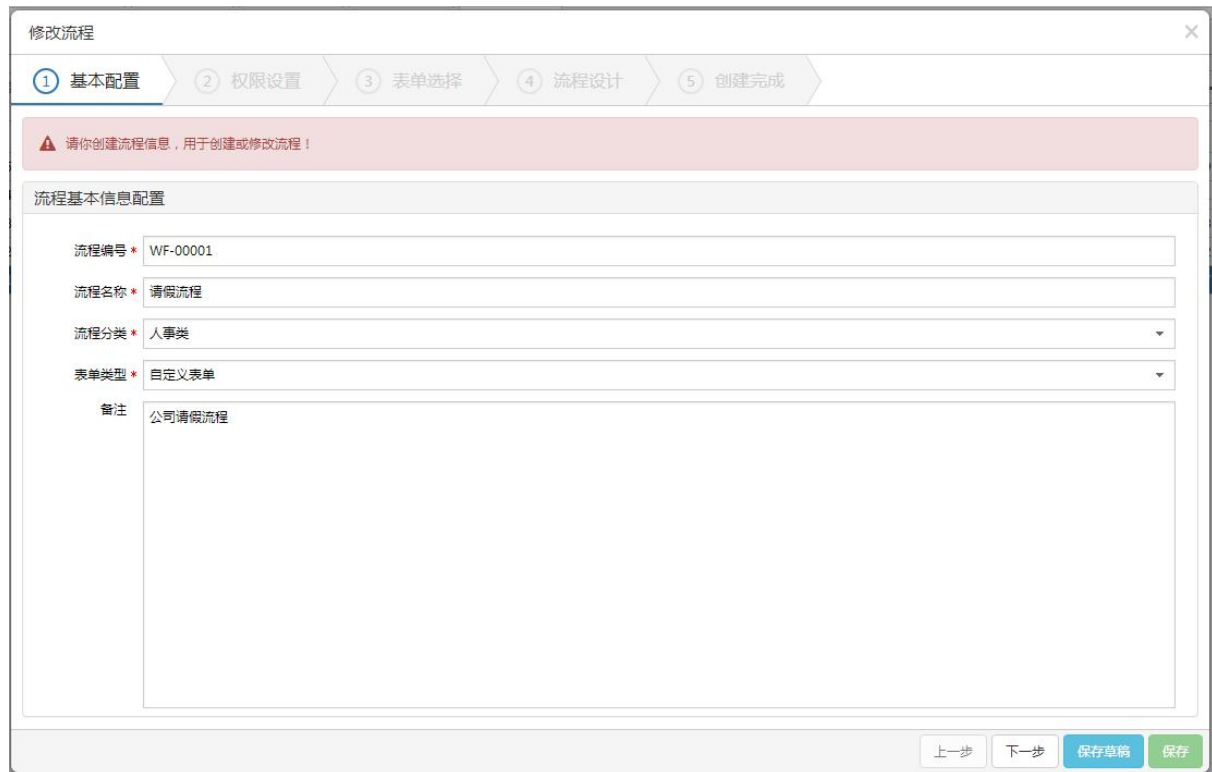 修改流程
1 基本配置 2 权限设置 3 表单选择 4 流程设计 5 创建完成
请你创建流程信息，用于创建或修改流程！
流程基本信息配置
流程编号* WF-00001
流程名称* 请假流程
流程分类* 人事类
表单类型* 自定义表单
备注 公司请假流程
上一步 下一步 保存草稿 保存